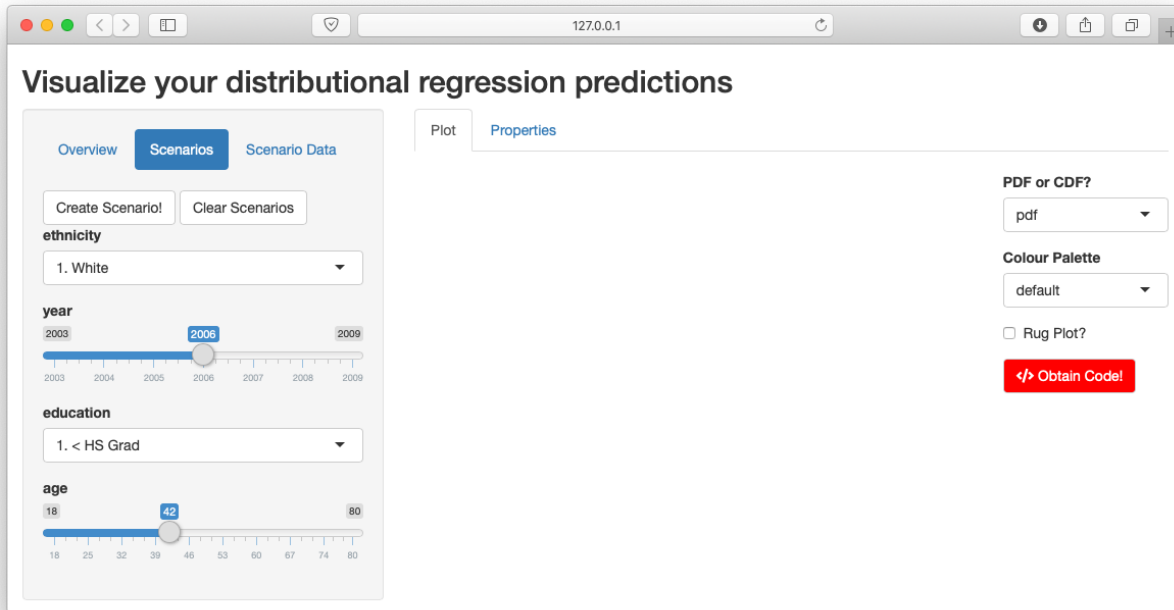 127.0.0.1
Visualize your distributional regression predictions
Overview Scenarios Scenario Data
Create Scenario! Clear Scenarios
ethnicity
1. White
year
2003 2006 2009
2003 2004 2005 2006 2007 2008 2009
education
1. < HS Grad
age
18 42 80
18 25 32 39 46 53 60 67 74 80
Plot Properties
PDF or CDF?
pdf
Colour Palette
default
Rug Plot?
</> Obtain Code!